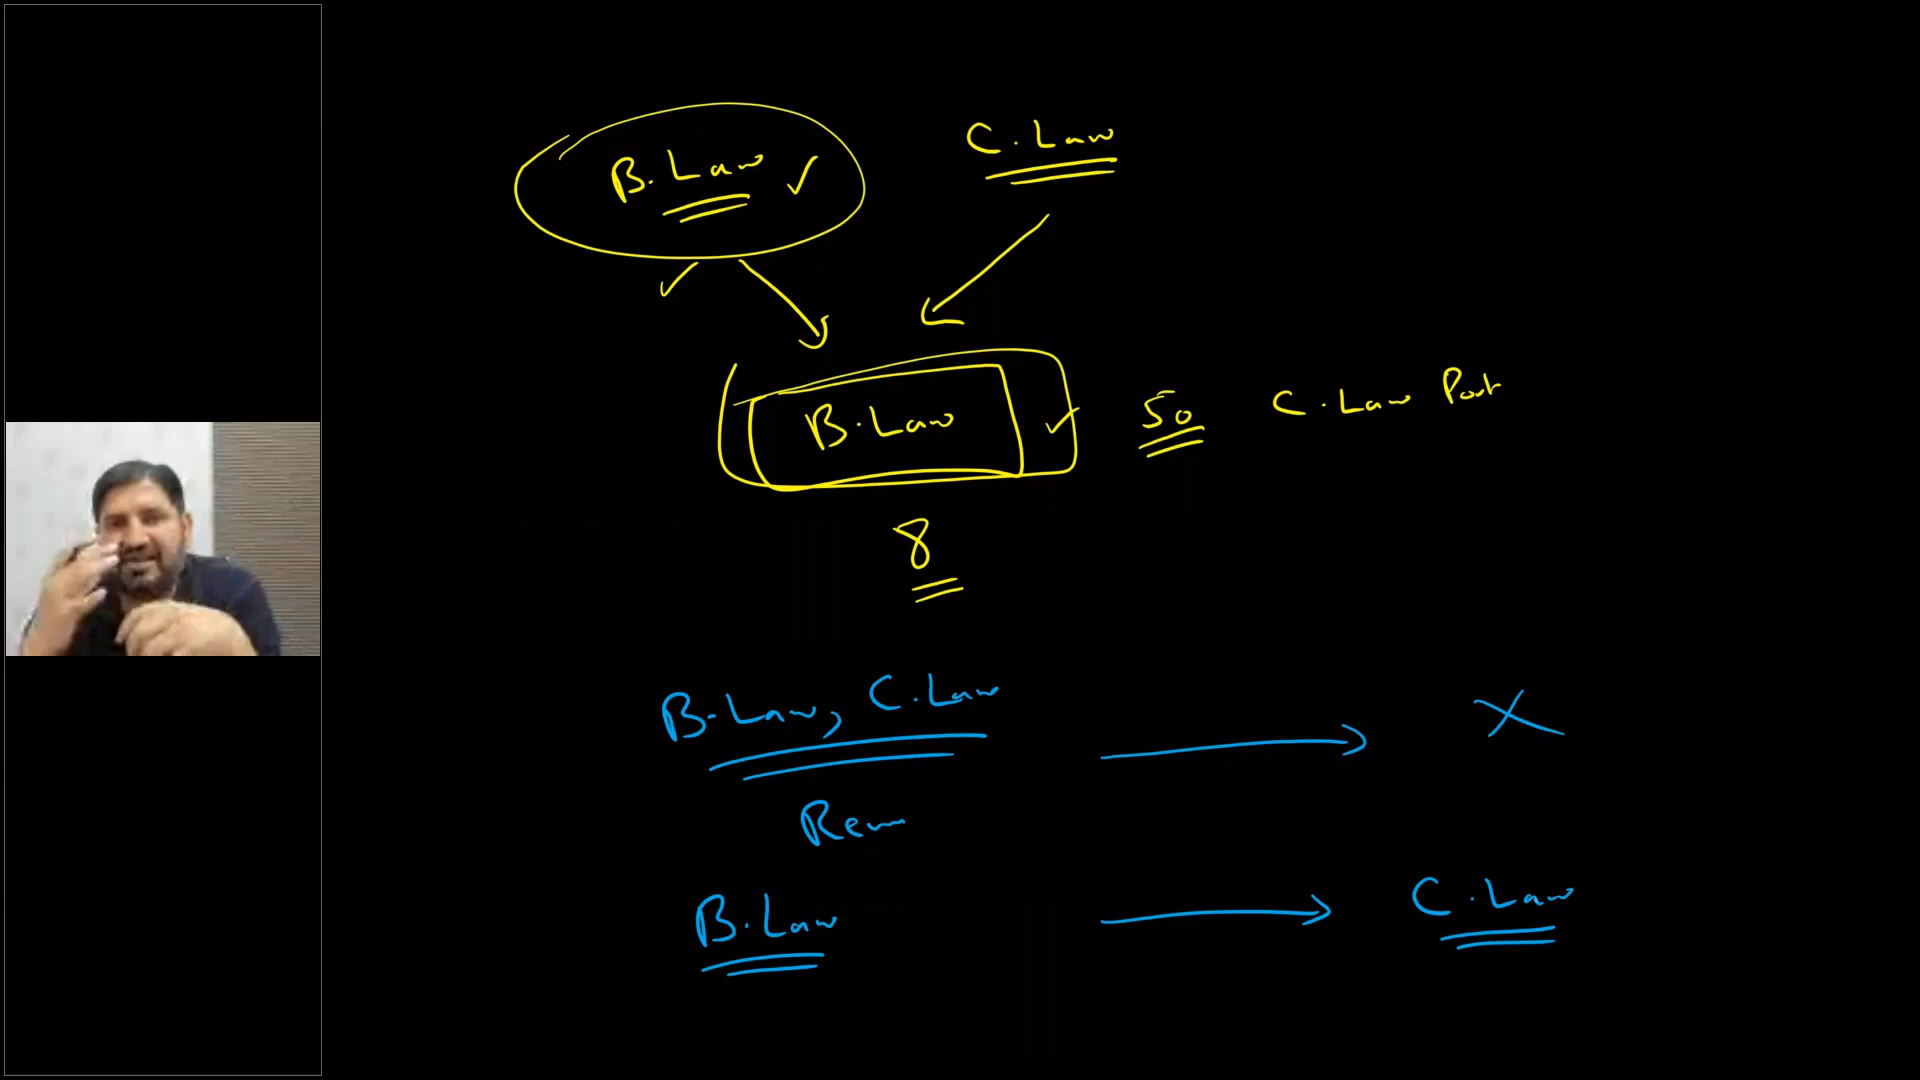 B. Law C. Law
B. Law 50 C. Law Part
8
B. Law, C. Law
Rem
B. Law C. Law